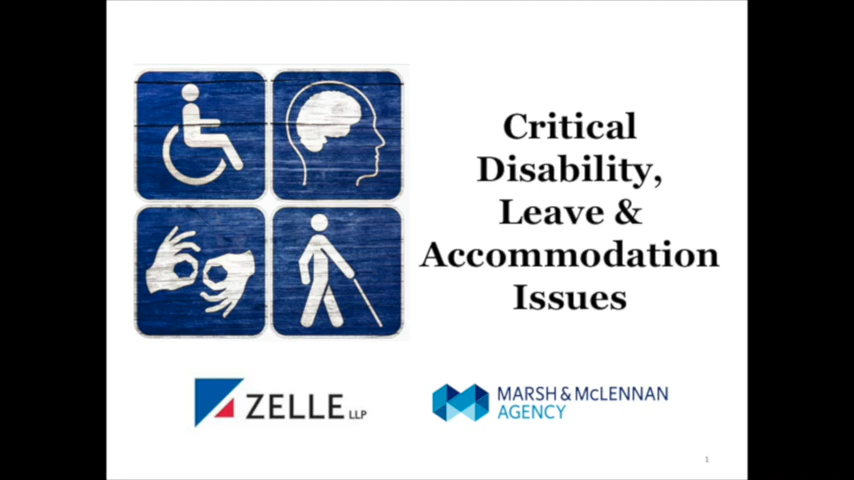 Critical
Disability,
Leave &
Accommodation
Issues
ZELLE LLP
MARSH & McLENNAN
AGENCY
1